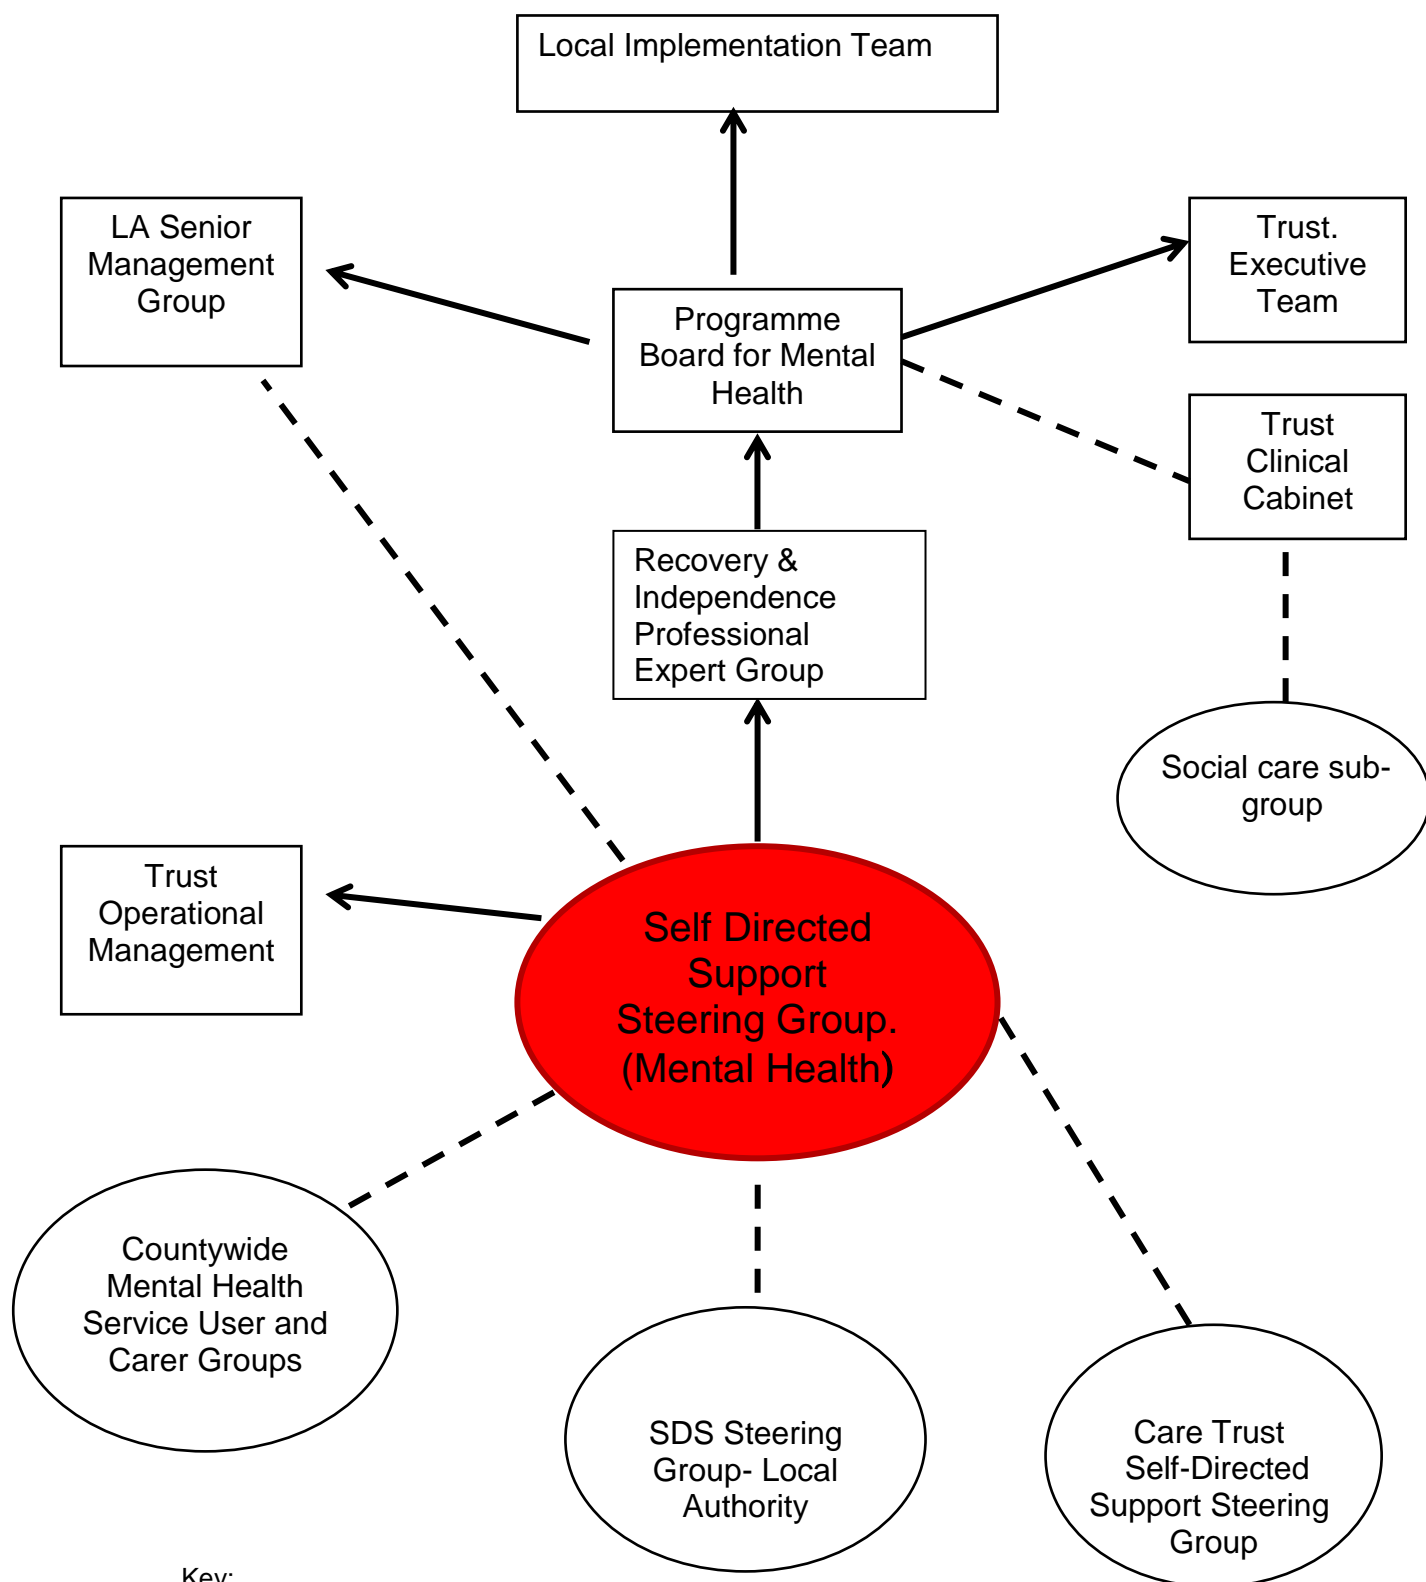 Local Implementation Team
LA Senior
Management
Group
Trust.
Executive
Team
Programme
Board for Mental
Health
Trust
Clinical
Cabinet
Recovery &
Independence
Professional
Expert Group
Social care sub-
group
Trust
Operational
Management
Self Directed
Support
Steering Group.
(Mental Health)
Countywide
Mental Health
Service User and
Carer Groups
SDS Steering
Group- Local
Authority
Care Trust
Self-Directed
Support Steering
Group
Key: